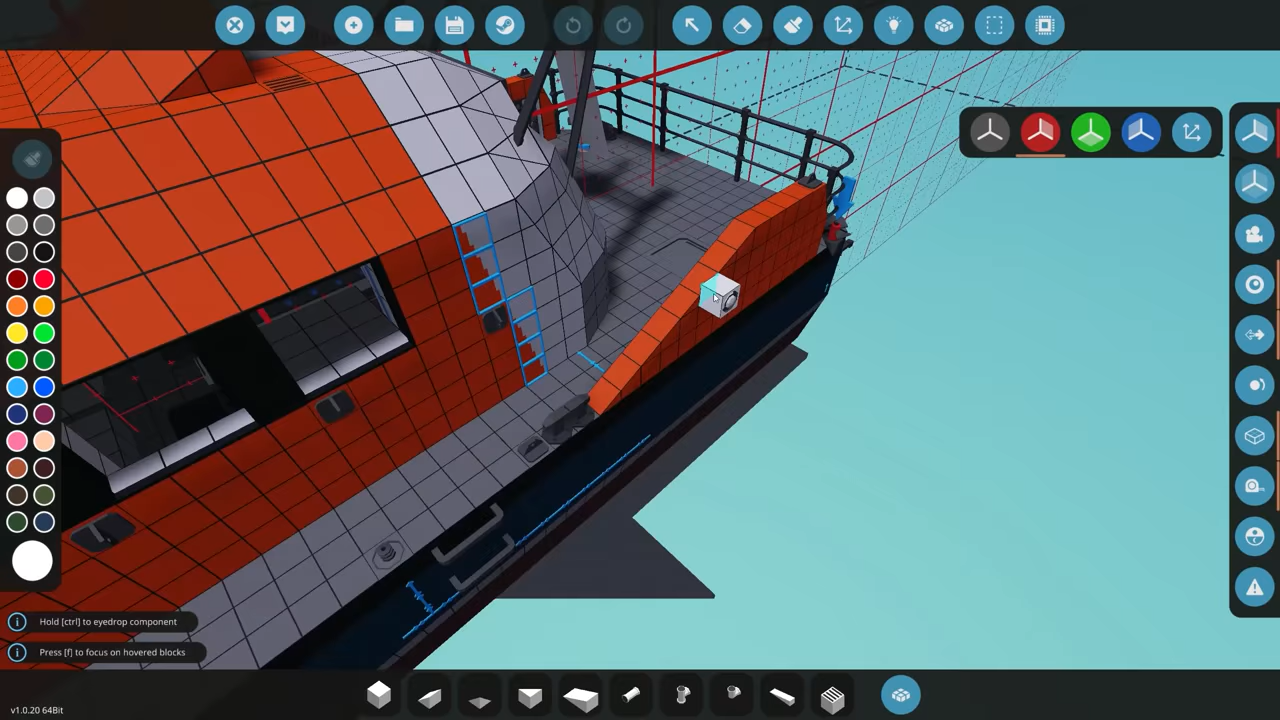 Hold [ctrl] to eyedrop component
Press [f] to focus on hovered blocks
v1.0.20 64Bit